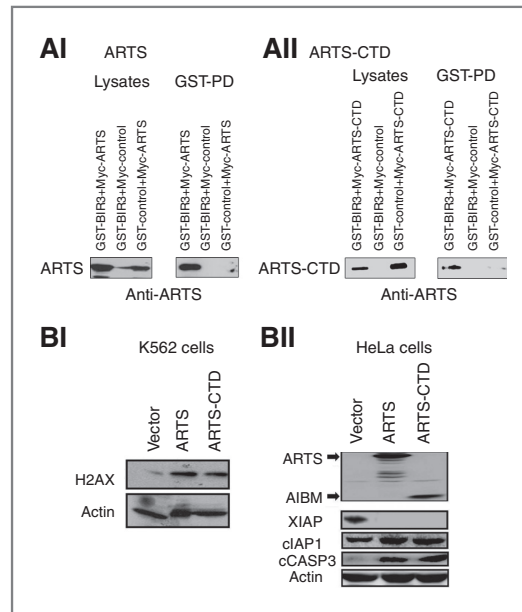 AI
ARTS
Lysates GST-PD
GST-BIR3+Myc-ARTS
GST-BIR3+Myc-control
GST-control+Myc-ARTS
GST-BIR3+Myc-ARTS
GST-BIR3+Myc-control
GST-control+Myc-ARTS
ARTS
Anti-ARTS
AII
ARTS-CTD
Lysates GST-PD
GST-BIR3+Myc-ARTS-CTD
GST-BIR3+Myc-control
GST-control+Myc-ARTS-CTD
GST-BIR3+Myc-ARTS-CTD
GST-BIR3+Myc-control
GST-control+Myc-ARTS-CTD
ARTS-CTD
Anti-ARTS
BI
K562 cells
Vector
ARTS
ARTS-CTD
H2AX
Actin
BII
HeLa cells
Vector
ARTS
ARTS-CTD
ARTS
AIBM
XIAP
cIAP1
cCASP3
Actin